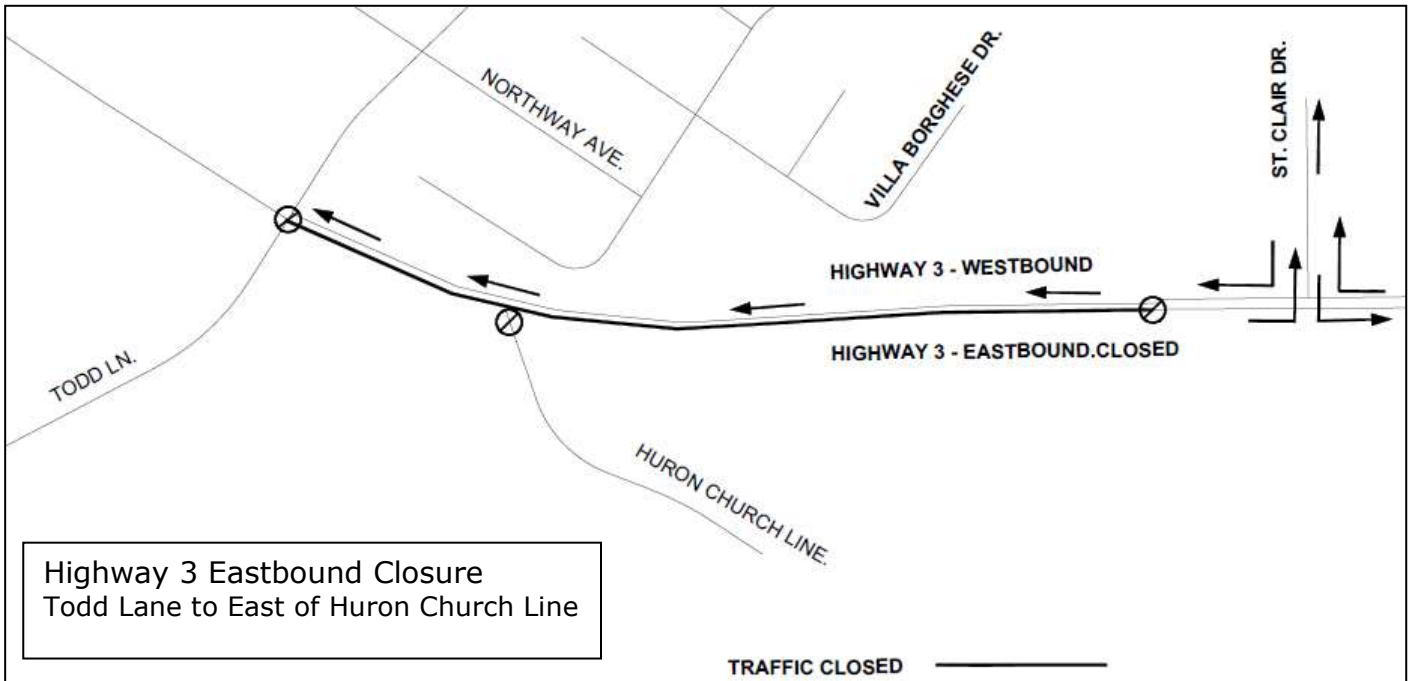 NORTHWAY AVE.
VILLA BORGHESE DR.
ST. CLAIR DR.
HIGHWAY 3 - WESTBOUND
HIGHWAY 3 - EASTBOUND.CLOSED
TODD LN.
HURON CHURCH LINE.
Highway 3 Eastbound Closure
Todd Lane to East of Huron Church Line
TRAFFIC CLOSED